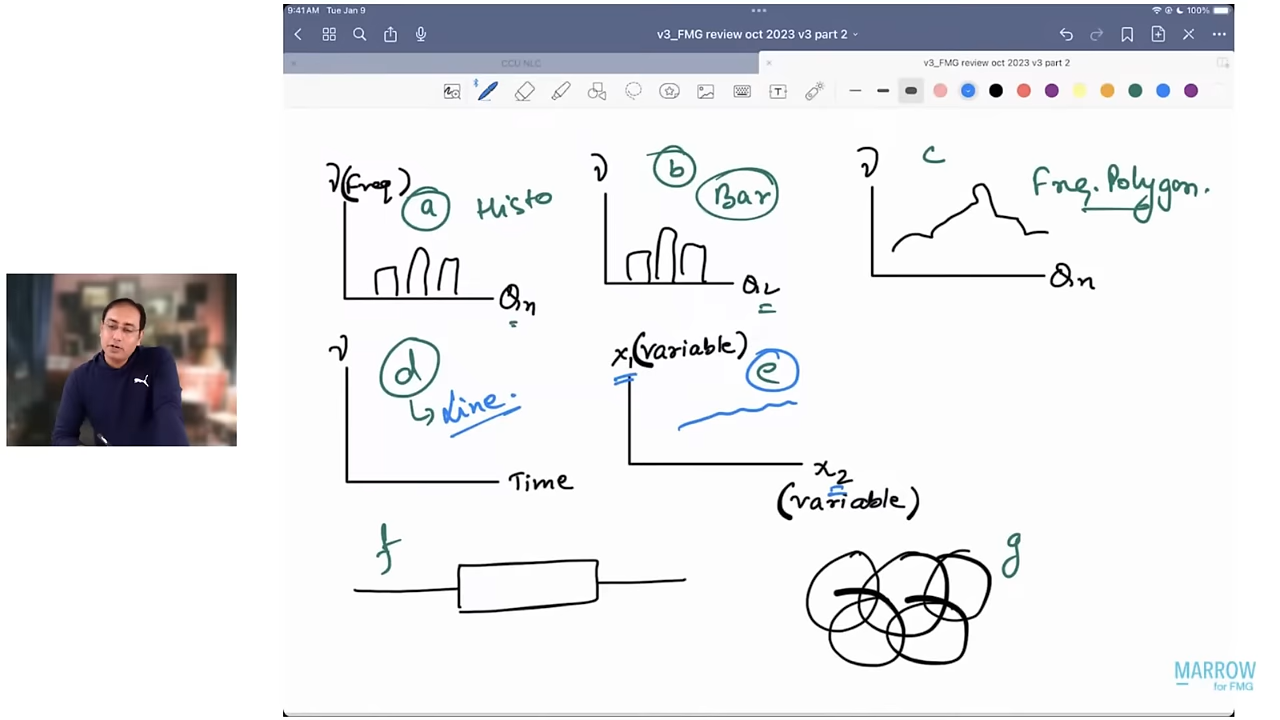 9:41 AM Tue Jan 9
100%
v3_FMG review oct 2023 v3 part 2
CCU NLC
v3_FMG review oct 2023 v3 part 2
T
ν(Freq)
a
Histo
Qn
ν
b
Bar
QL
ν
c
Freq. Polygon.
Qn
ν
d
↳ Line.
Time
x1 (variable)
e
x2
(variable)
f
g
MARROW
for FMG